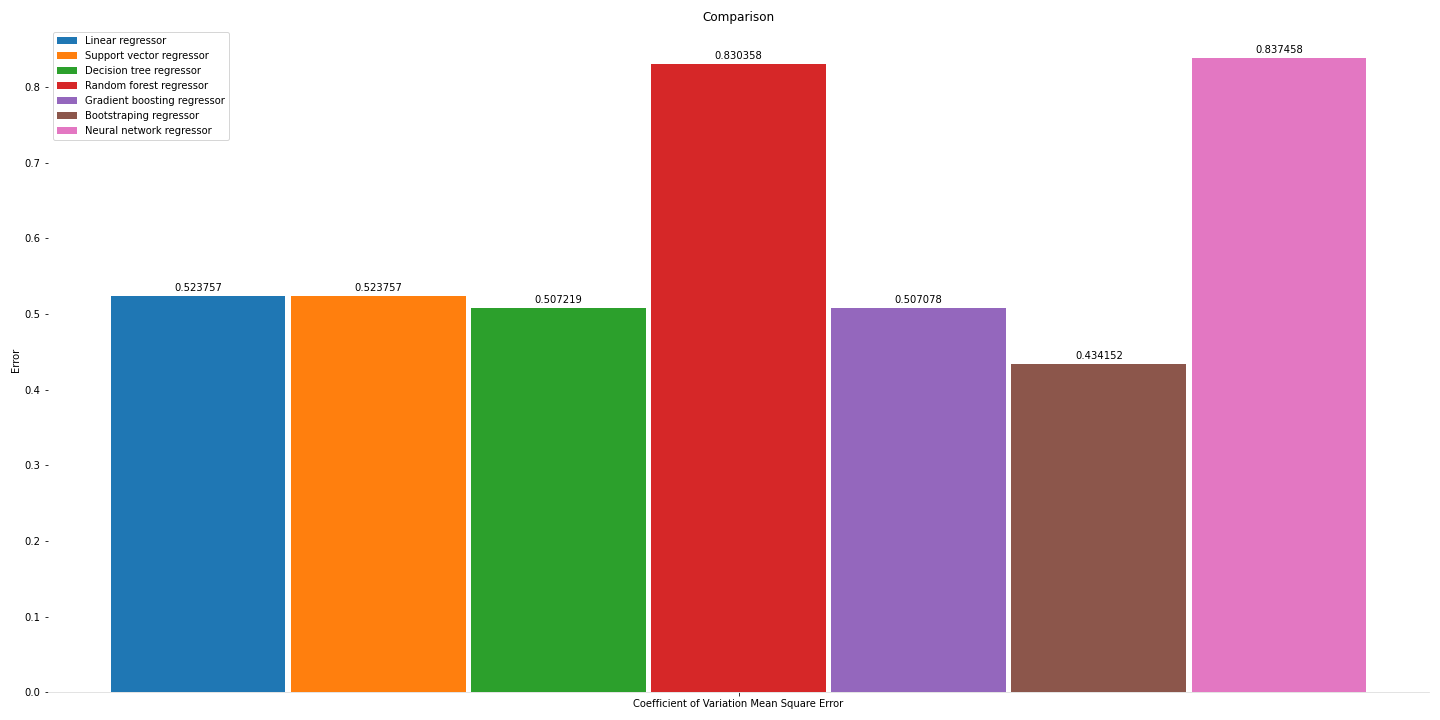 Comparison
Linear regressor
Support vector regressor
Decision tree regressor
Random forest regressor
Gradient boosting regressor
Bootstraping regressor
Neural network regressor
Error
0.8
0.7
0.6
0.5
0.4
0.3
0.2
0.1
0.0
0.523757
0.523757
0.507219
0.830358
0.507078
0.434152
0.837458
Coefficient of Variation Mean Square Error